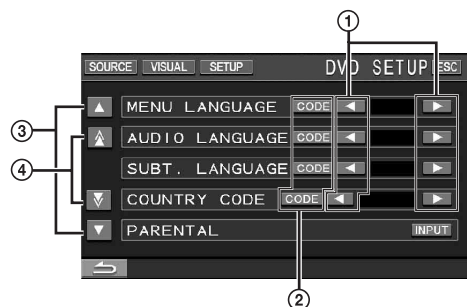 ①
SOURCE VISUAL SETUP DVD SETUP ESC
③ MENU LANGUAGE CODE
④ AUDIO LANGUAGE CODE
SUBT. LANGUAGE CODE
COUNTRY CODE CODE
PARENTAL INPUT
②